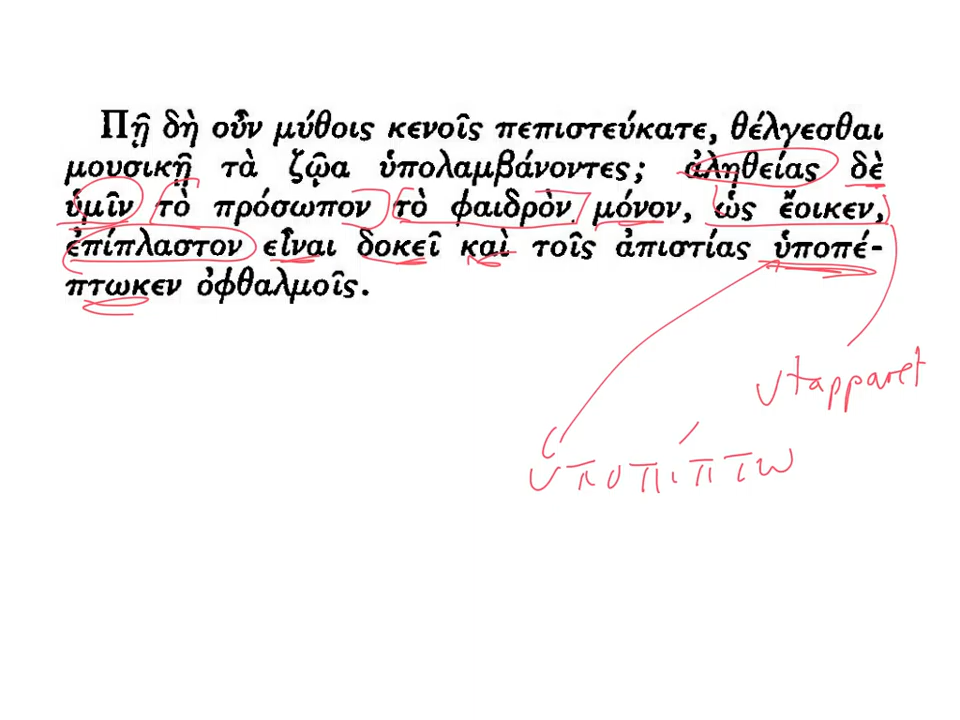 Πῇ δὴ οὖν μύθοις κενοῖς πεπιστεύκατε, θέλγεσθαι
μουσικῇ τὰ ζῷα ὑπολαμβάνοντες; ἀληθείας δὲ
ὑμῖν τὸ πρόσωπον τὸ φαιδρὸν μόνον, ὡς ἔοικεν,
ἐπίπλαστον εἶναι δοκεῖ καὶ τοῖς ἀπιστίας ὑποπέ-
πτωκεν ὀφθαλμοῖς.
ut apparet
ὑποπίπτω